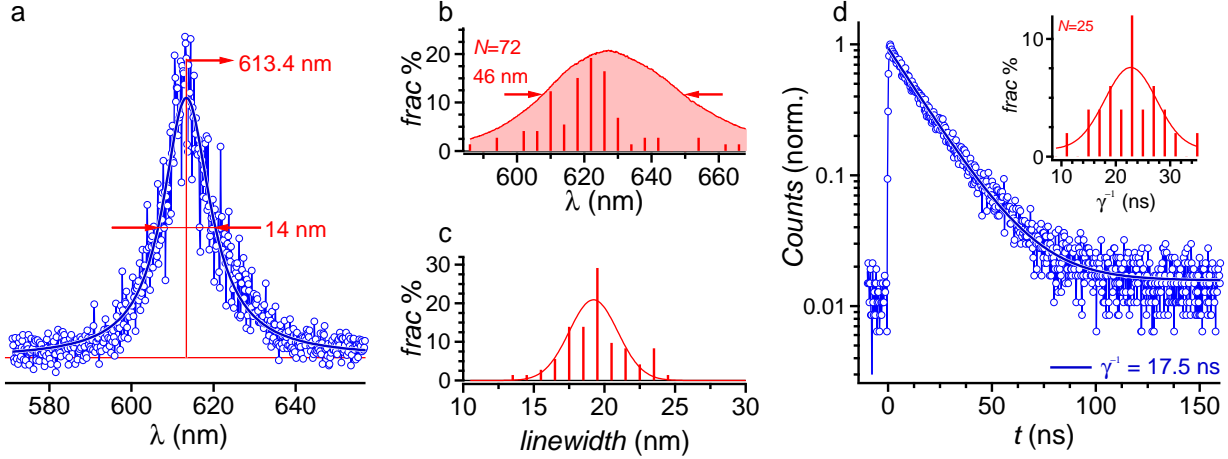 a
613.4 nm
14 nm
580 600 620 640
λ (nm)
b
N=72
46 nm
frac %
20
10
0
600 620 640 660
λ (nm)
c
frac %
30
20
10
0
10 15 20 25 30
linewidth (nm)
d
Counts (norm.)
1
0.1
0.01
0 50 100 150
t (ns)
γ⁻¹ = 17.5 ns
N=25
frac %
10
5
0
10 20 30
γ⁻¹ (ns)